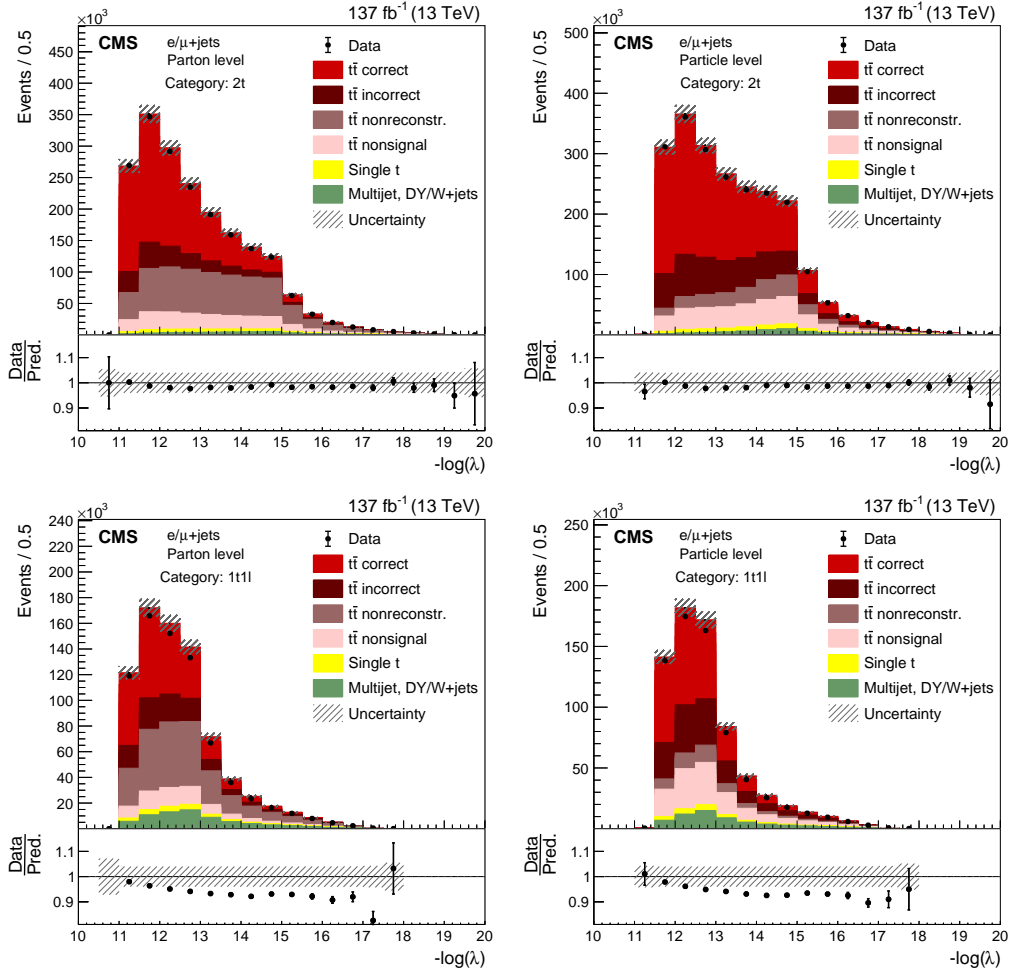 137 fb⁻¹ (13 TeV)
×10³
CMS
e/μ+jets
Parton level
Category: 2t
Data
tt̄ correct
tt̄ incorrect
tt̄ nonreconstr.
tt̄ nonsignal
Single t
Multijet, DY/W+jets
Uncertainty
Events / 0.5
450
400
350
300
250
200
150
100
50
Data
Pred.
1.1
1
0.9
10 11 12 13 14 15 16 17 18 19 20
-log(λ)
137 fb⁻¹ (13 TeV)
×10³
CMS
e/μ+jets
Particle level
Category: 2t
Data
tt̄ correct
tt̄ incorrect
tt̄ nonreconstr.
tt̄ nonsignal
Single t
Multijet, DY/W+jets
Uncertainty
Events / 0.5
500
400
300
200
100
Data
Pred.
1.1
1
0.9
10 11 12 13 14 15 16 17 18 19 20
-log(λ)
137 fb⁻¹ (13 TeV)
×10³
CMS
e/μ+jets
Parton level
Category: 1t1l
Data
tt̄ correct
tt̄ incorrect
tt̄ nonreconstr.
tt̄ nonsignal
Single t
Multijet, DY/W+jets
Uncertainty
Events / 0.5
240
220
200
180
160
140
120
100
80
60
40
20
Data
Pred.
1.1
1
0.9
10 11 12 13 14 15 16 17 18 19 20
-log(λ)
137 fb⁻¹ (13 TeV)
×10³
CMS
e/μ+jets
Particle level
Category: 1t1l
Data
tt̄ correct
tt̄ incorrect
tt̄ nonreconstr.
tt̄ nonsignal
Single t
Multijet, DY/W+jets
Uncertainty
Events / 0.5
250
200
150
100
50
Data
Pred.
1.1
1
0.9
10 11 12 13 14 15 16 17 18 19 20
-log(λ)